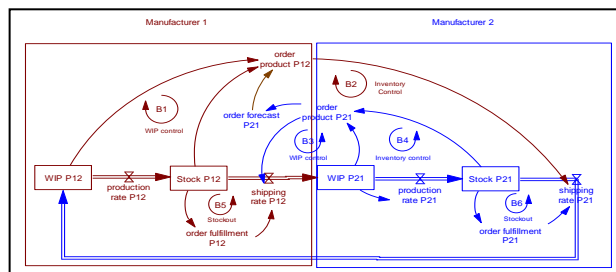 Manufacturer 1
Manufacturer 2
order
product P12
B1
WIP control
B2
Inventory
Control
order forecast
P21
order
product P21
B3
WIP control
B4
Inventory control
WIP P12
production
rate P12
Stock P12
shipping
rate P12
WIP P21
production
rate P21
Stock P21
shipping
rate P21
B5
Stockout
order fulfillment
P12
B6
Stockout
order fulfillment
P21